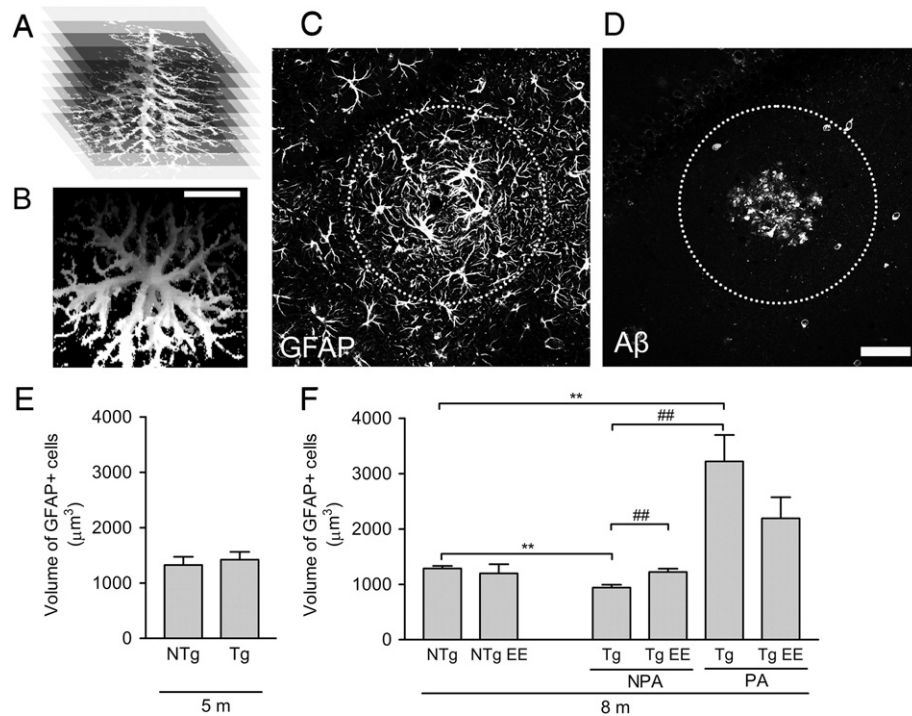 A
C
D
B
GFAP
Aβ
E
F
Volume of GFAP+ cells
(μm³)
4000
3000
2000
1000
0
NTg
Tg
5 m
Volume of GFAP+ cells
(μm³)
4000
3000
2000
1000
0
**
##
##
**
NTg
NTg EE
Tg
Tg EE
Tg
Tg EE
NPA
PA
8 m